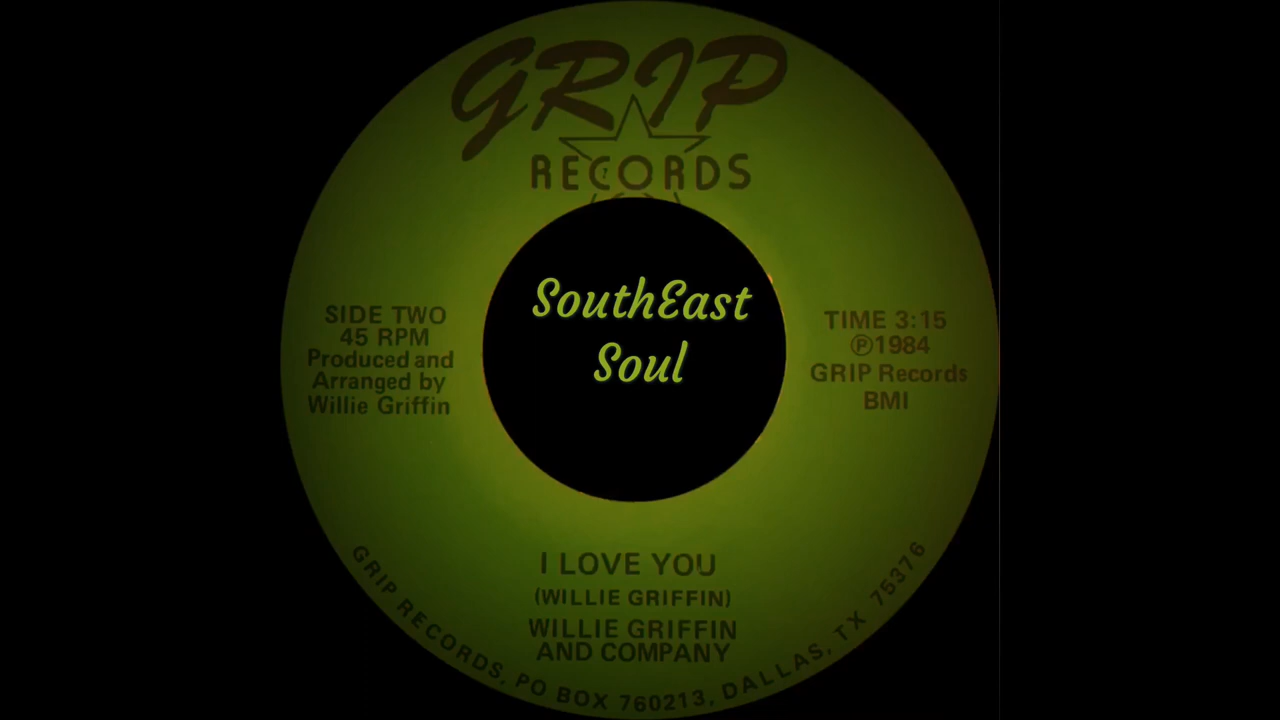 GRIP
RECORDS
SouthEast
Soul
SIDE TWO
45 RPM
Produced and
Arranged by
Willie Griffin
TIME 3:15
℗1984
GRIP Records
BMI
I LOVE YOU
(WILLIE GRIFFIN)
WILLIE GRIFFIN
AND COMPANY
GRIP RECORDS, PO BOX 760213, DALLAS, TX 75376